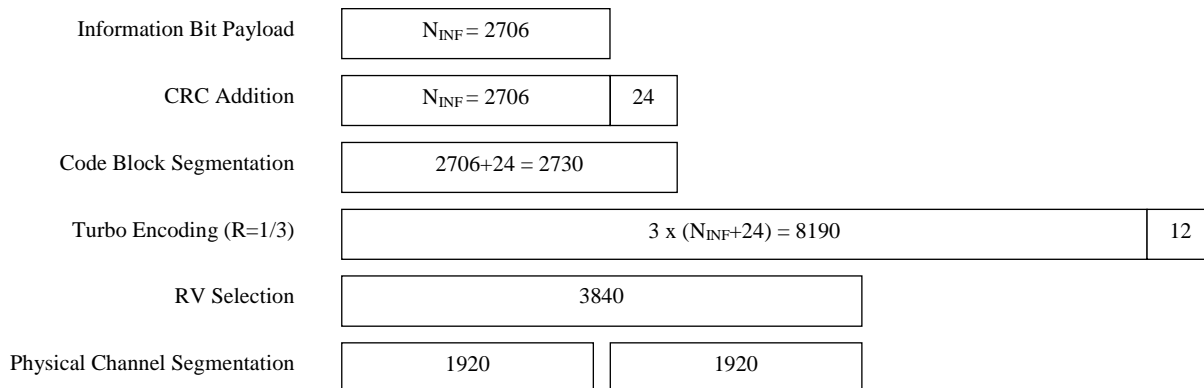 Information Bit Payload N_INF = 2706
CRC Addition N_INF = 2706 24
Code Block Segmentation 2706+24 = 2730
Turbo Encoding (R=1/3) 3 x (N_INF+24) = 8190 12
RV Selection 3840
Physical Channel Segmentation 1920 1920